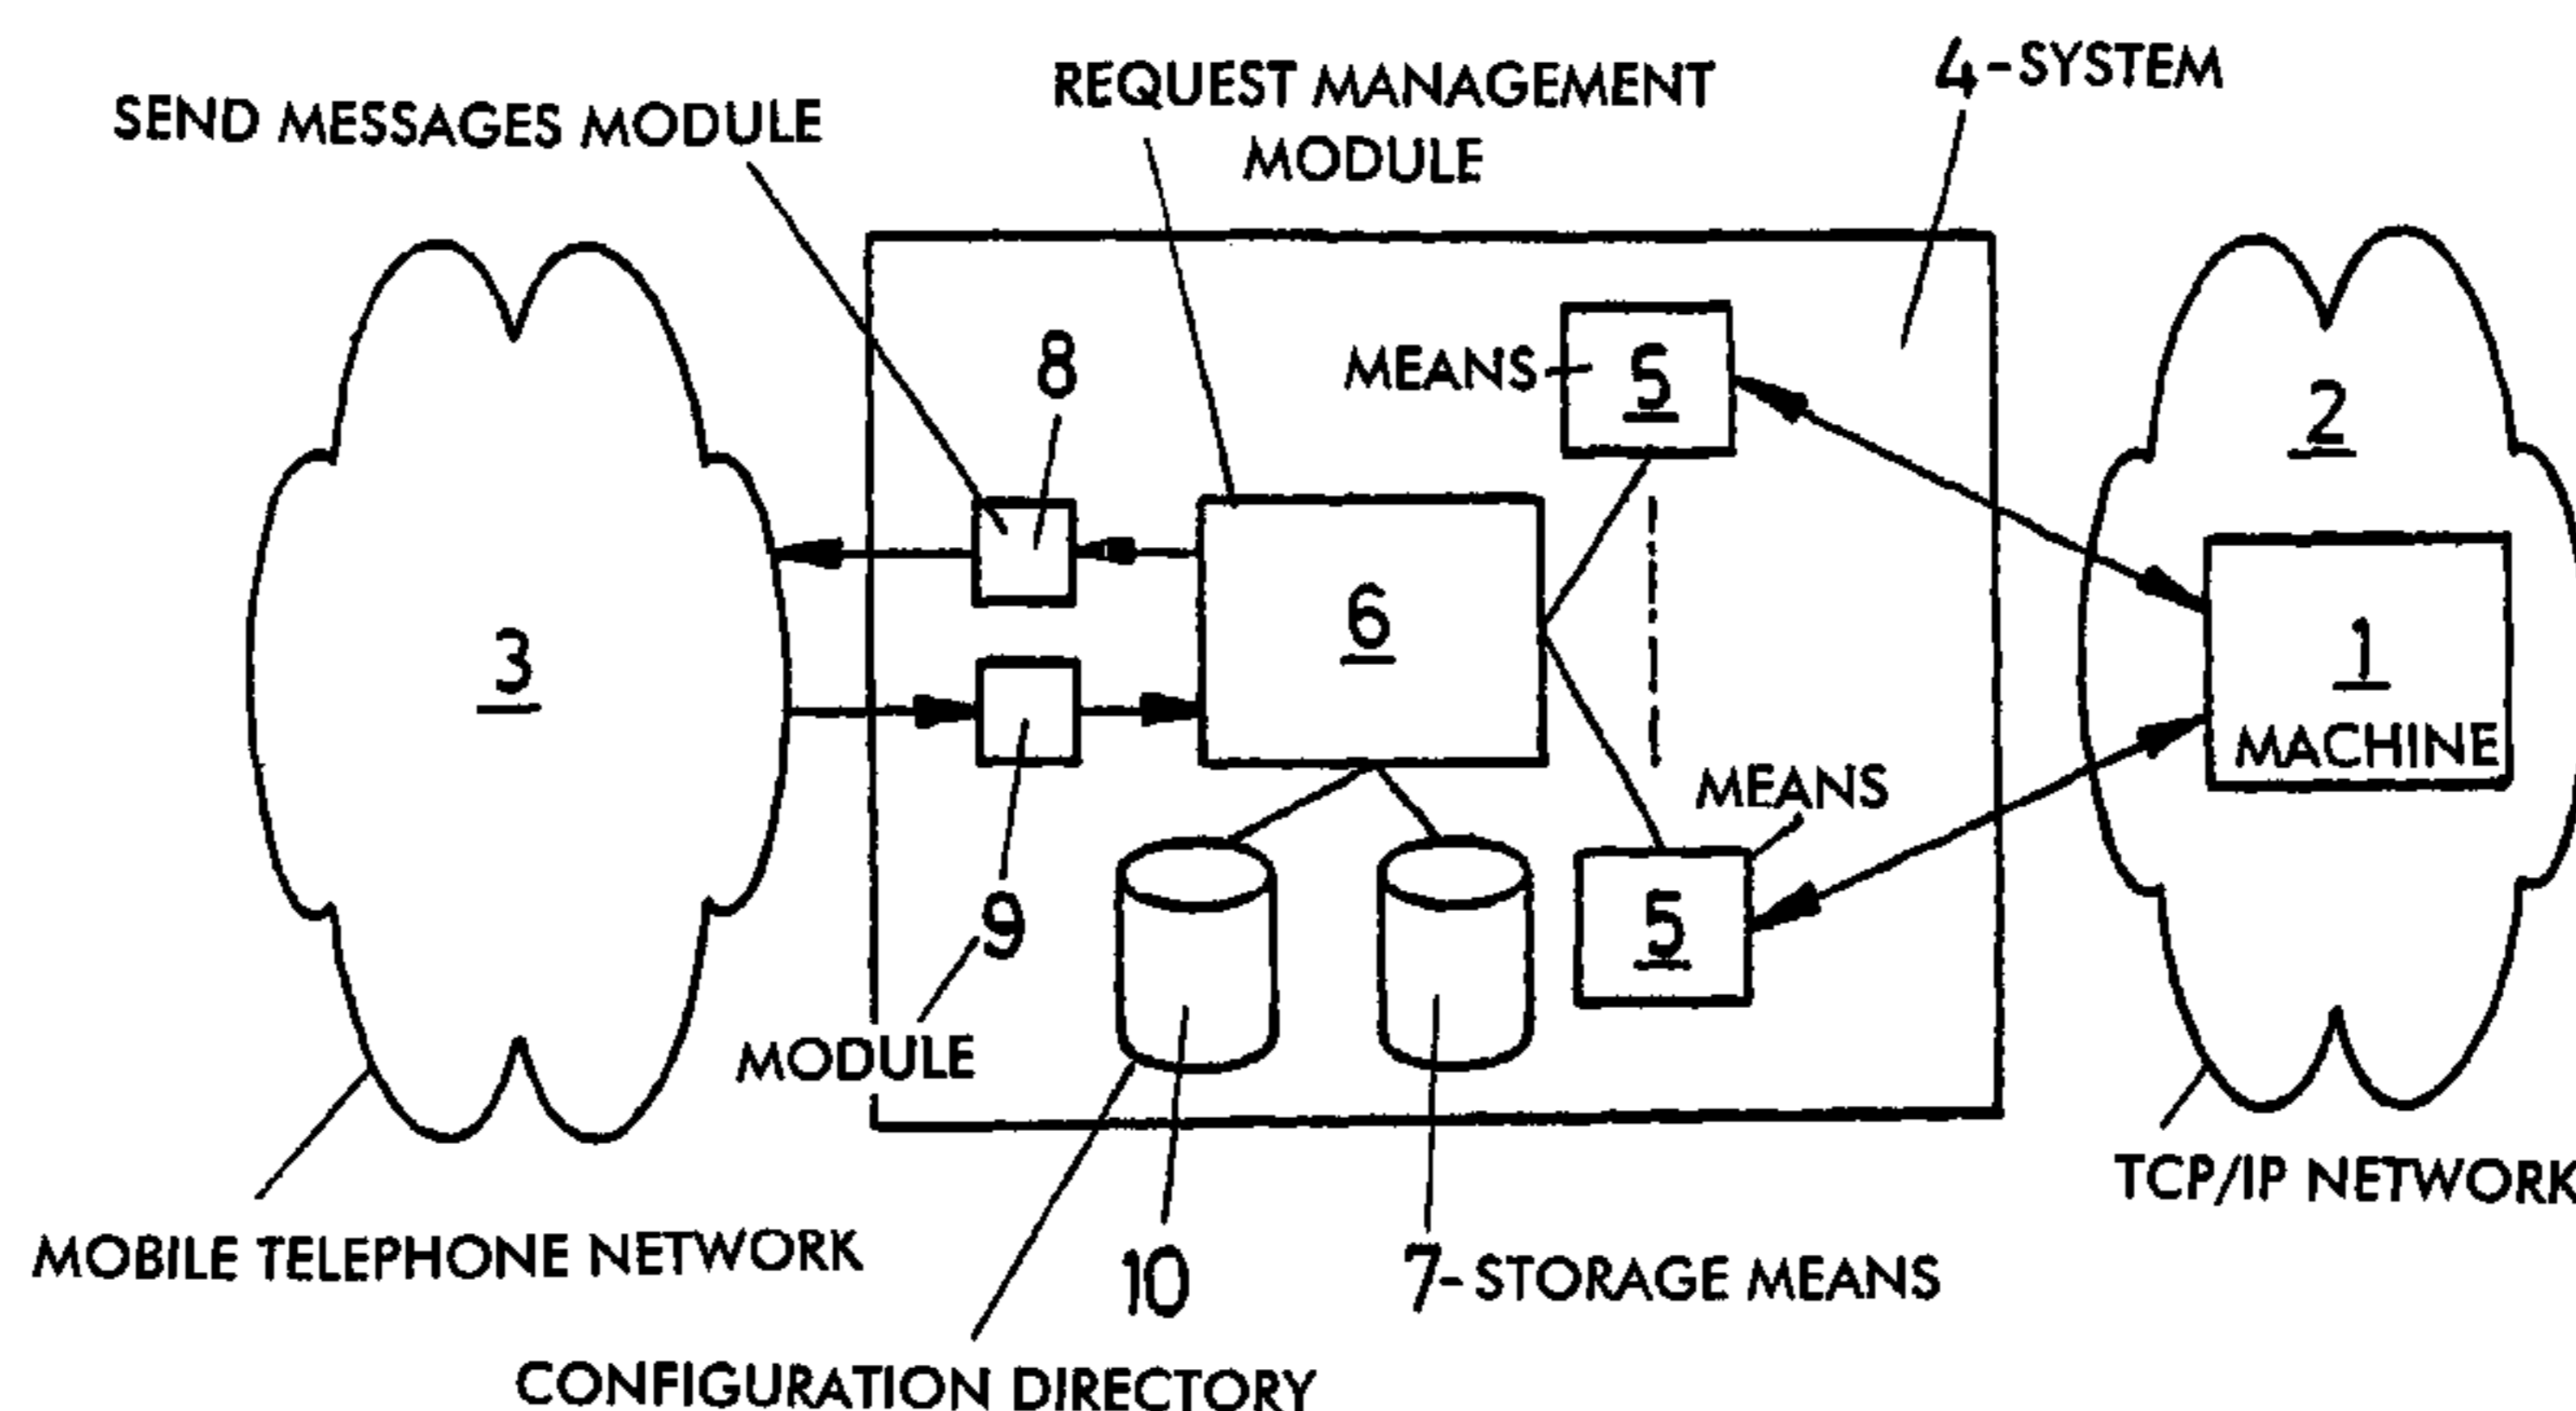 4-SYSTEM
REQUEST MANAGEMENT
MODULE
SEND MESSAGES MODULE
8
MEANS
5
2
3
6
1
MACHINE
MEANS
9
5
MODULE
TCP/IP NETWORK
MOBILE TELEPHONE NETWORK
10
7-STORAGE MEANS
CONFIGURATION DIRECTORY